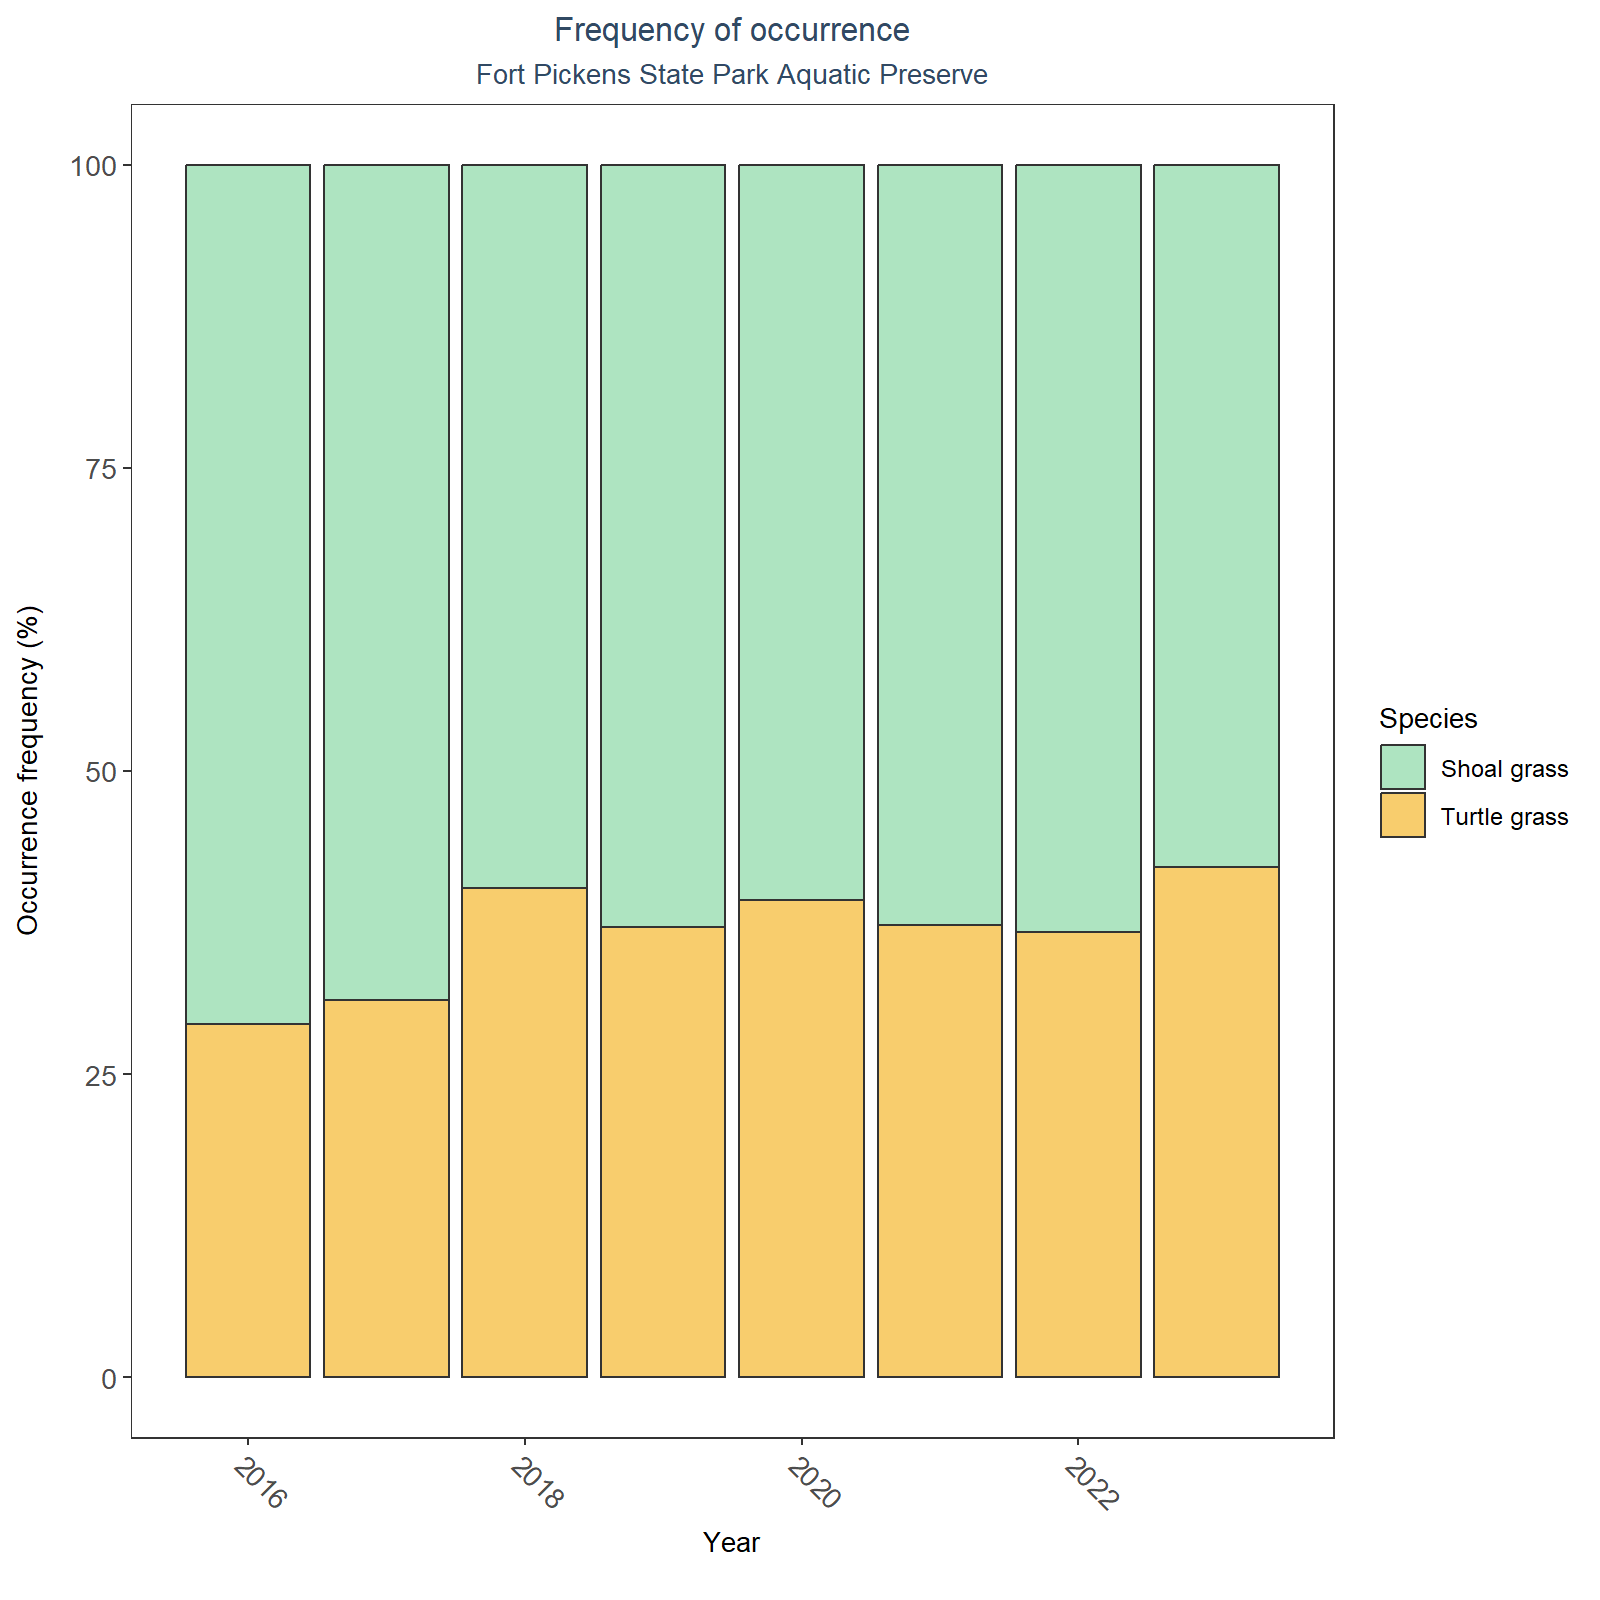 Frequency of occurrence
Fort Pickens State Park Aquatic Preserve
Occurrence frequency (%)
100
75
50
25
0
2016
2018
2020
2022
Year
Species
Shoal grass
Turtle grass